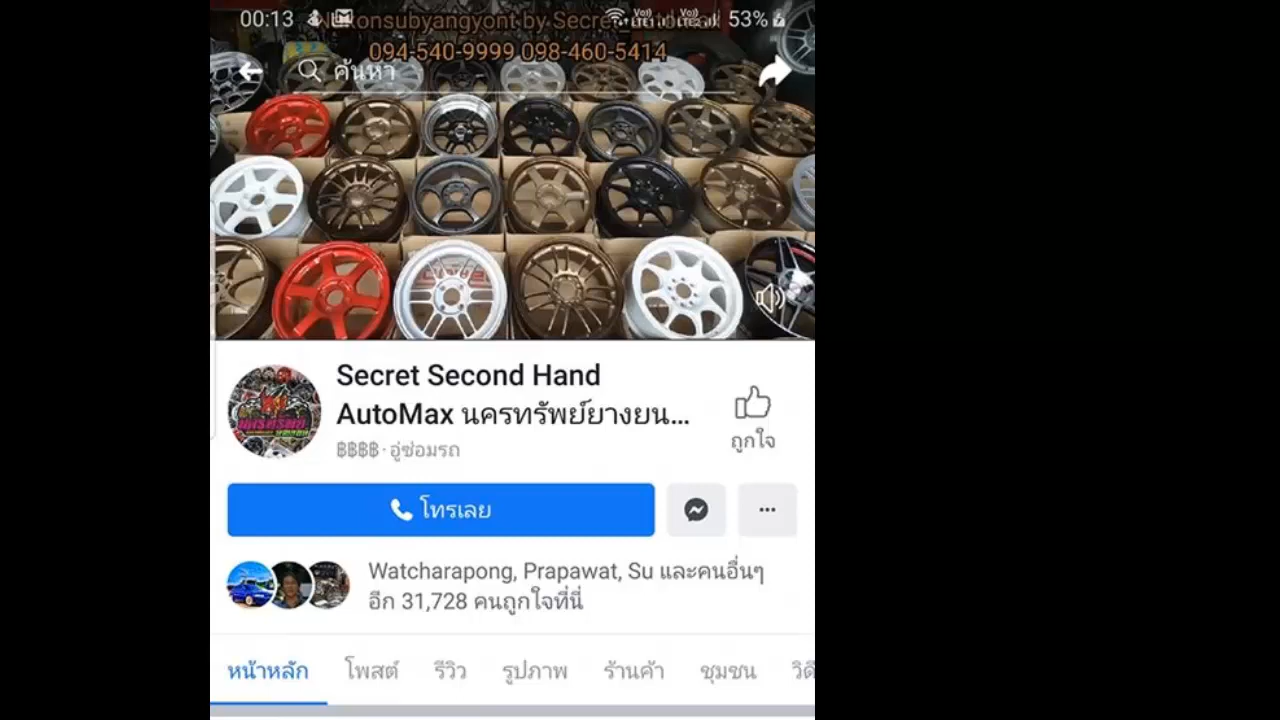 00:13
53%
Nakornsubyangyont by Secret
094-540-9999 098-460-5414
ค้นหา
Secret Second Hand
AutoMax นครทรัพย์ยางยน...
฿฿฿฿ · อู่ซ่อมรถ
ถูกใจ
โทรเลย
Watcharapong, Prapawat, Su และคนอื่นๆ
อีก 31,728 คนถูกใจที่นี่
หน้าหลัก โพสต์ รีวิว รูปภาพ ร้านค้า ชุมชน วิดี